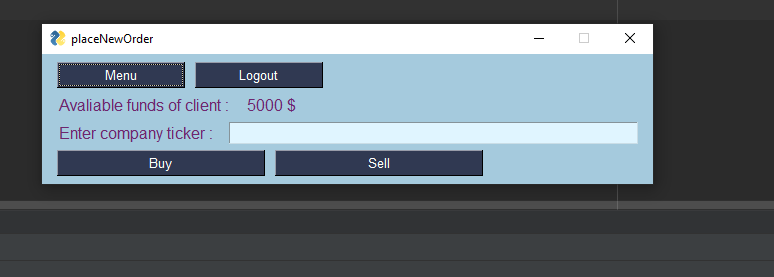 placeNewOrder
Menu Logout
Avaliable funds of client : 5000 $
Enter company ticker :
Buy Sell